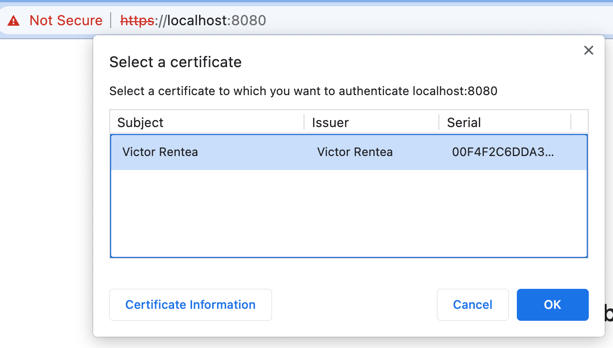 Not Secure | https://localhost:8080
Select a certificate
Select a certificate to which you want to authenticate localhost:8080
Subject Issuer Serial
Victor Rentea Victor Rentea 00F4F2C6DDA3...
Certificate Information Cancel OK